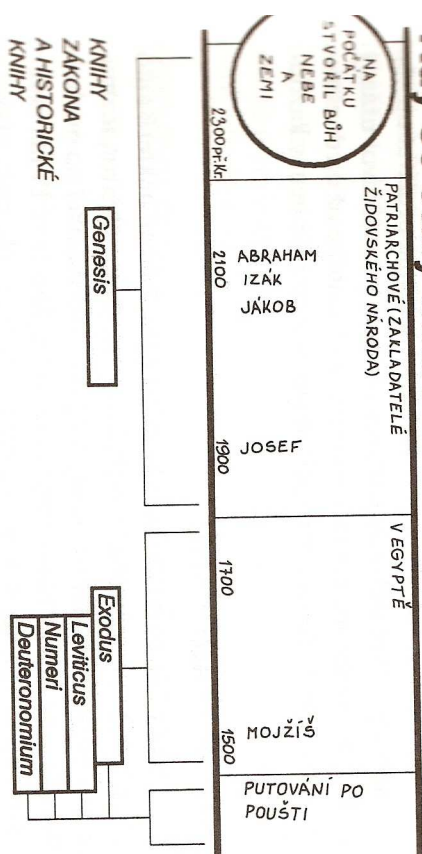 NA
POČÁTKU
STVOŘIL BŮH
NEBE
A
ZEMI
PATRIARCHOVÉ (ZAKLADATELÉ
ŽIDOVSKÉHO NÁRODA)
V EGYPTĚ
ABRAHAM
IZÁK
JÁKOB
JOSEF
MOJŽÍŠ
PUTOVÁNÍ PO
POUŠTI
2300 př. Kr.
2100
1900
1700
1500
KNIHY
ZÁKONA
A HISTORICKÉ
KNIHY
Genesis
Exodus
Leviticus
Numeri
Deuteronomium